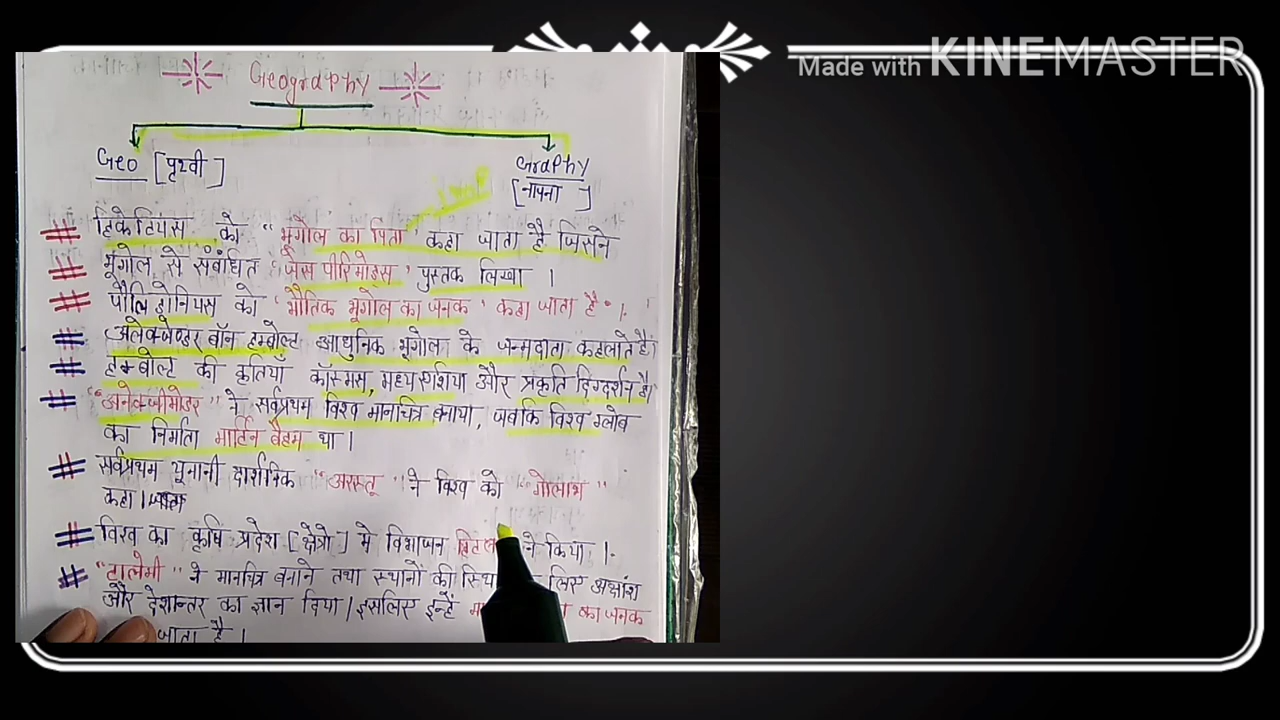 Made with KINEMASTER
Geography
Geo [पृथ्वी]
Graphy
[नापना]
हिकेटियस को "भूगोल का पिता" कहा जाता है जिसने
भूगोल से संबंधित "जेस पीरिमोड्स" पुस्तक लिखा ।
पौलिडोनियस को "भौतिक भूगोल का जनक" कहा जाता है ।
अलेक्जेण्डर वॉन हम्बोल्ट आधुनिक भूगोल के जन्मदाता कहलाते है।
हम्बोल्ट की कृतियाँ कॉस्मस, मध्य एशिया और प्रकृति दिग्दर्शन है।
"अनेक्जीमोडर" ने सर्वप्रथम विश्व मानचित्र बनाया, जबकि विश्व ग्लोब
का निर्माता मार्टिन वैहम था ।
सर्वप्रथम यूनानी दार्शनिक "अरस्तू" ने विश्व को "गोलाभ"
कहा ।
विश्व का कृषि प्रदेश [क्षेत्रो] मे विभाजन ने किया ।
"टालेमी" ने मानचित्र बनाने तथा स्थानों की लिए अक्षांश
और देशान्तर का ज्ञान दिया । इसलिए इन्हें का जनक
जाता है ।